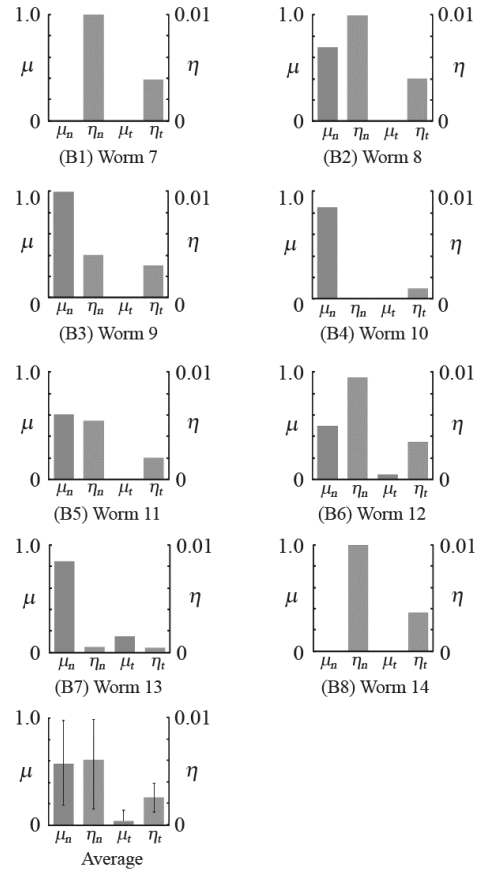 1.0 0.01 1.0 0.01
μ η μ η
0 0 0 0
μn ηn μt ηt μn ηn μt ηt
(B1) Worm 7 (B2) Worm 8
1.0 0.01 1.0 0.01
μ η μ η
0 0 0 0
μn ηn μt ηt μn ηn μt ηt
(B3) Worm 9 (B4) Worm 10
1.0 0.01 1.0 0.01
μ η μ η
0 0 0 0
μn ηn μt ηt μn ηn μt ηt
(B5) Worm 11 (B6) Worm 12
1.0 0.01 1.0 0.01
μ η μ η
0 0 0 0
μn ηn μt ηt μn ηn μt ηt
(B7) Worm 13 (B8) Worm 14
1.0 0.01
μ η
0 0
μn ηn μt ηt
Average